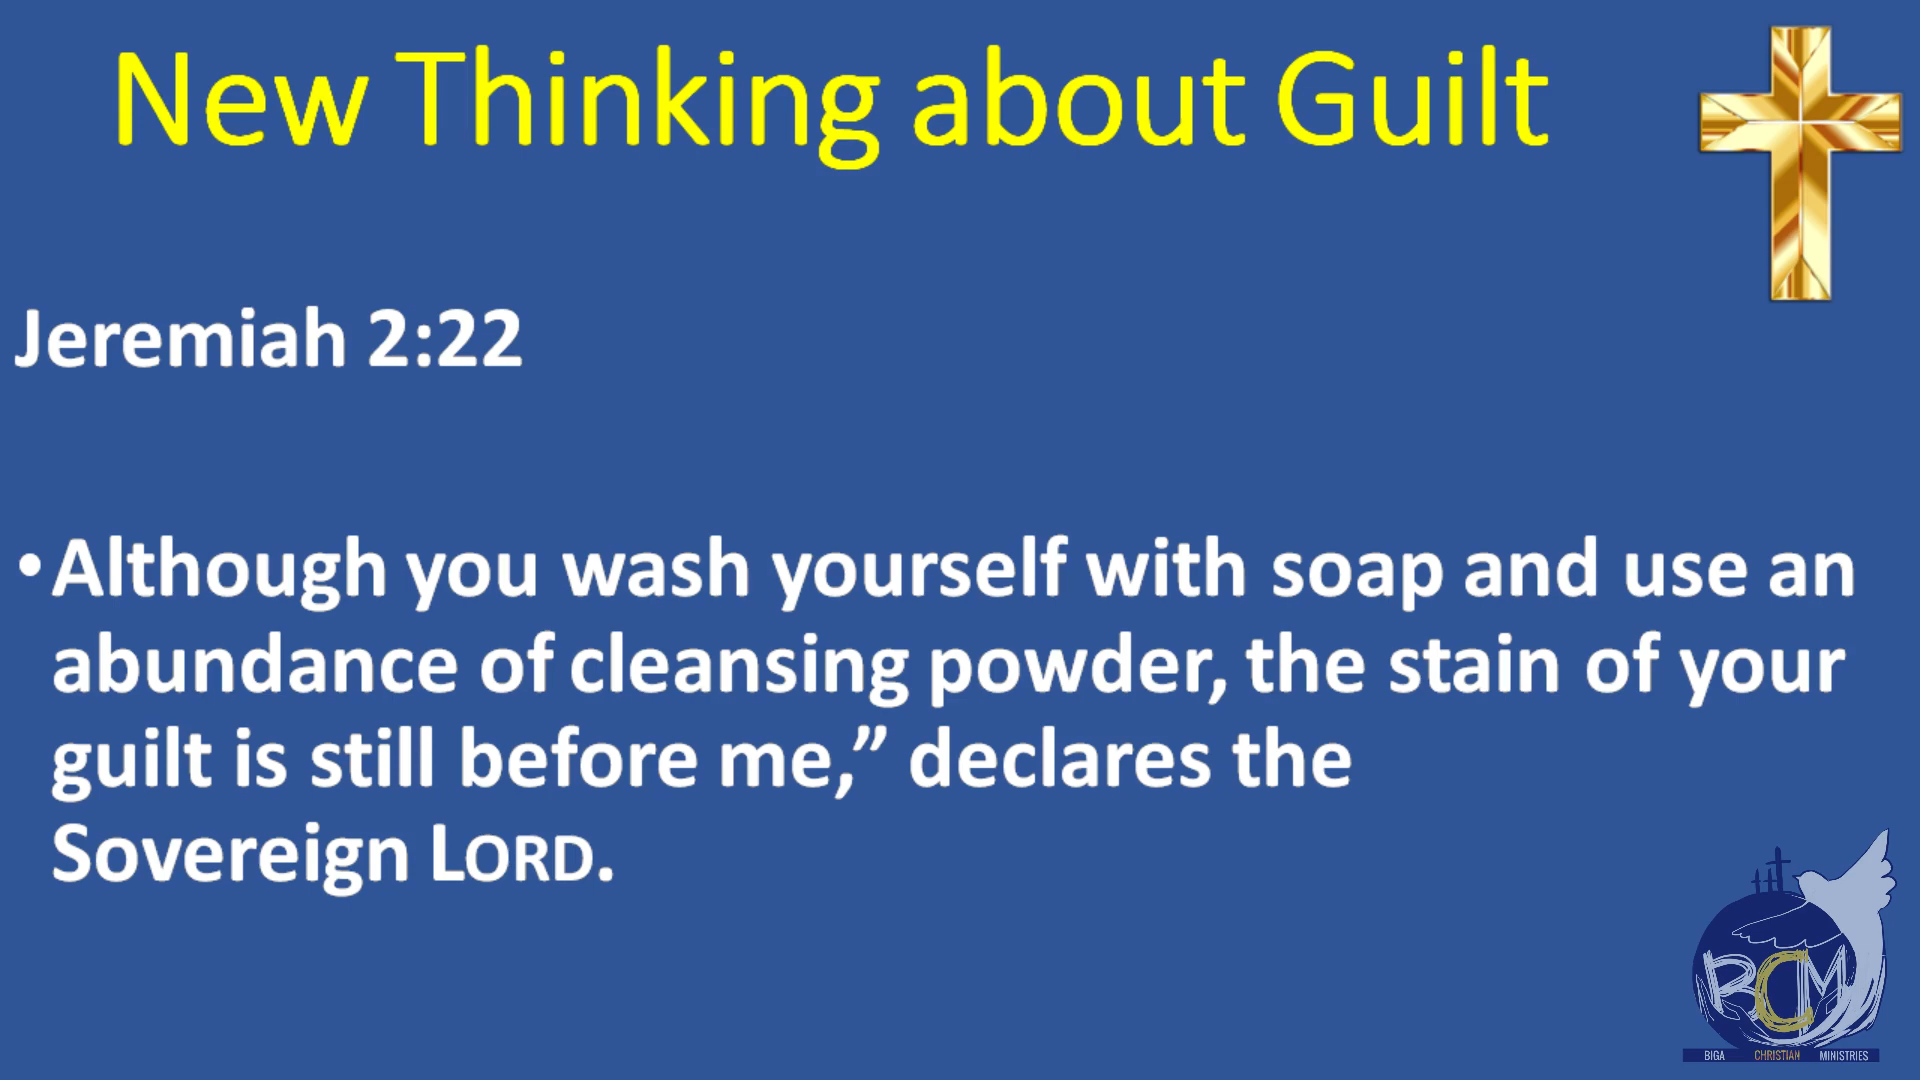 New Thinking about Guilt
Jeremiah 2:22
•Although you wash yourself with soap and use an
abundance of cleansing powder, the stain of your
guilt is still before me,” declares the
Sovereign LORD.
BCM
BIGA CHRISTIAN MINISTRIES